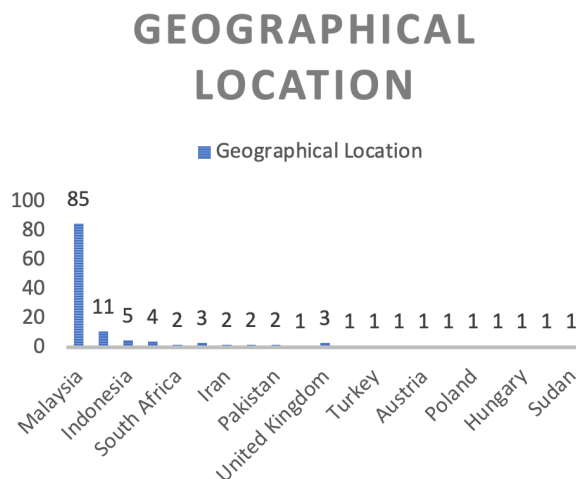 GEOGRAPHICAL
LOCATION
Geographical Location
100
80
60
40
20
0
85
11
5
4
2
3
2
2
2
1
3
1
1
1
1
1
1
1
1
1
1
Malaysia
Indonesia
South Africa
Iran
Pakistan
United Kingdom
Turkey
Austria
Poland
Hungary
Sudan